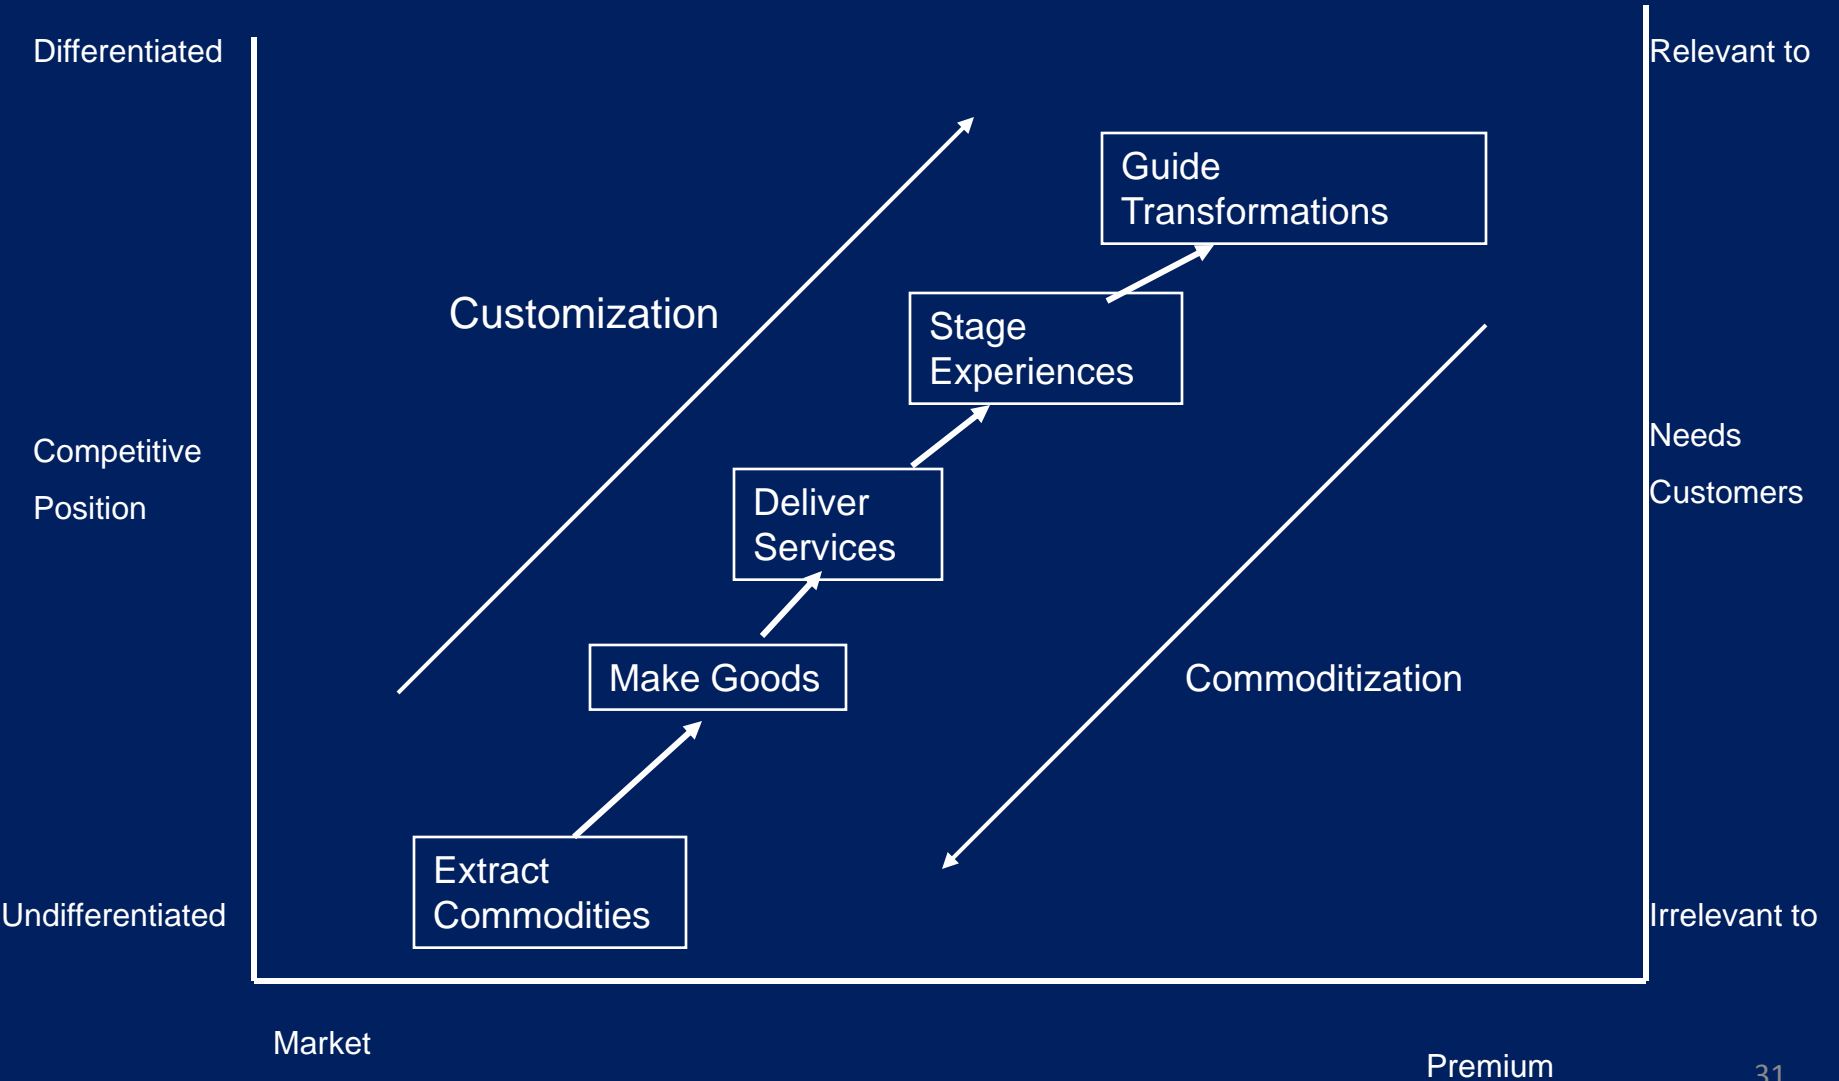 Differentiated
Relevant to
Guide
Transformations
Customization
Stage
Experiences
Competitive
Position
Needs
Customers
Deliver
Services
Make Goods
Commoditization
Extract
Commodities
Undifferentiated
Irrelevant to
Market
Premium
31